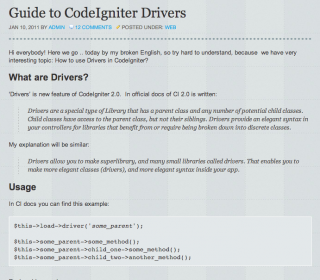 Guide to CodeIgniter Drivers
JAN 10, 2011 BY ADMIN 12 COMMENTS POSTED UNDER: WEB
Hi everybody! Here we go .. today by my broken English, so try hard to understand, because we have very
interesting topic: How to use Drivers in CodeIgniter?
What are Drivers?
'Drivers' is new feature of CodeIgniter 2.0. In official docs of CI 2.0 is written:
Drivers are a special type of Library that has a parent class and any number of potential child classes.
Child classes have access to the parent class, but not their siblings. Drivers provide an elegant syntax in
your controllers for libraries that benefit from or require being broken down into discrete classes.
My explanation will be similar:
Drivers allow you to make superlibrary, and many small libraries called drivers. That enables you to
make more elegant classes (drivers), and more elegant syntax inside your app.
Usage
In CI docs you can find this example:
$this->load->driver('some_parent');
$this->some_parent->some_method();
$this->some_parent->child_one->some_method();
$this->some_parent->child_two->another_method();